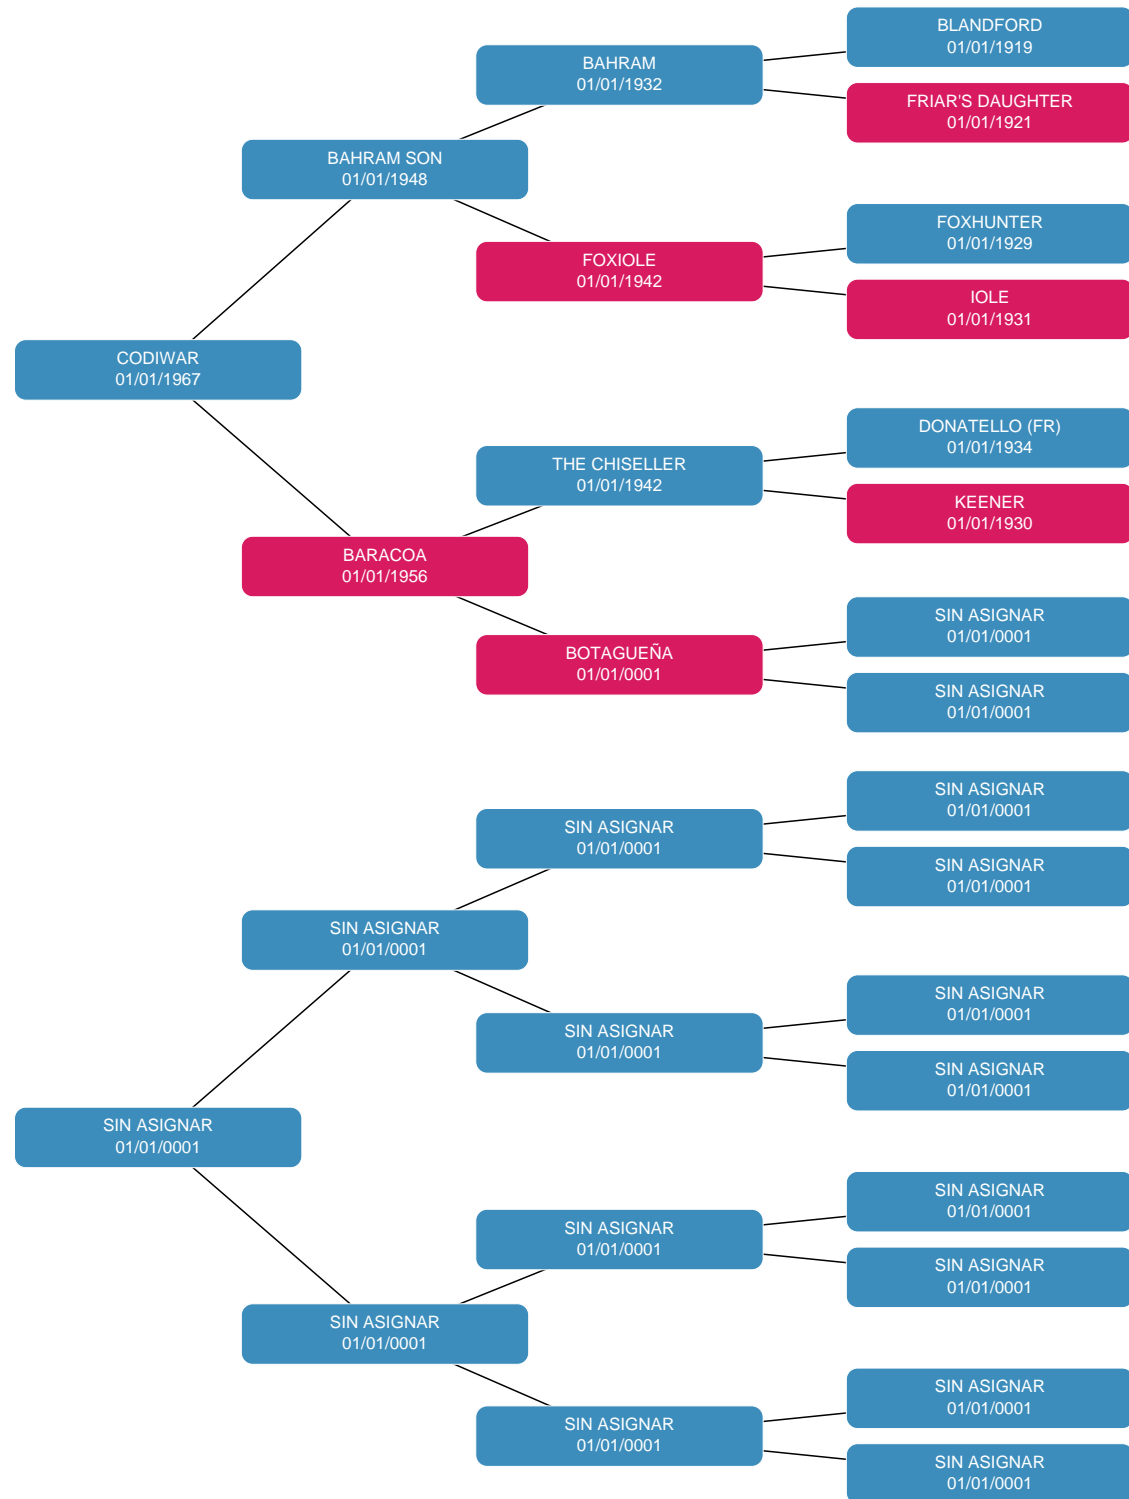 BLANDFORD
01/01/1919
BAHRAM
01/01/1932
FRIAR'S DAUGHTER
01/01/1921
BAHRAM SON
01/01/1948
FOXHUNTER
01/01/1929
FOXIOLE
01/01/1942
IOLE
01/01/1931
CODIWAR
01/01/1967
DONATELLO (FR)
01/01/1934
THE CHISELLER
01/01/1942
KEENER
01/01/1930
BARACOA
01/01/1956
SIN ASIGNAR
01/01/0001
BOTAGUEÑA
01/01/0001
SIN ASIGNAR
01/01/0001
SIN ASIGNAR
01/01/0001
SIN ASIGNAR
01/01/0001
SIN ASIGNAR
01/01/0001
SIN ASIGNAR
01/01/0001
SIN ASIGNAR
01/01/0001
SIN ASIGNAR
01/01/0001
SIN ASIGNAR
01/01/0001
SIN ASIGNAR
01/01/0001
SIN ASIGNAR
01/01/0001
SIN ASIGNAR
01/01/0001
SIN ASIGNAR
01/01/0001
SIN ASIGNAR
01/01/0001
SIN ASIGNAR
01/01/0001
SIN ASIGNAR
01/01/0001
SIN ASIGNAR
01/01/0001